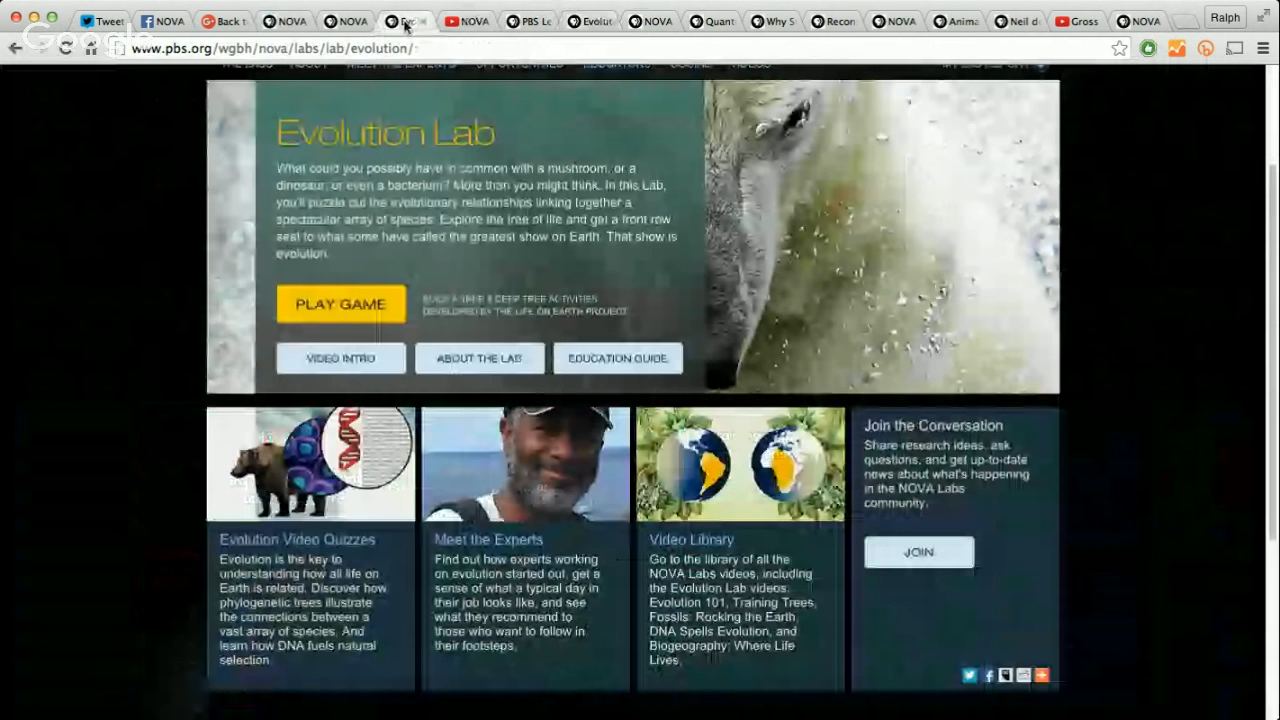 Tweet
NOVA
Back t
NOVA
NOVA
Evo
NOVA
PBS Le
Evolut
NOVA
Quant
Why S
Recon
NOVA
Anima
Neil d
Gross
NOVA
Ralph
Google
www.pbs.org/wgbh/nova/labs/lab/evolution/
Evolution Lab
What could you possibly have in common with a mushroom, or a
dinosaur, or even a bacterium? More than you might think. In this Lab,
you'll puzzle out the evolutionary relationships linking together a
spectacular array of species. Explore the tree of life and get a front row
seat to what some have called the greatest show on Earth. That show is
evolution.
PLAY GAME
BUILD A TREE & DEEP TREE ACTIVITIES
DEVELOPED BY THE LIFE ON EARTH PROJECT
VIDEO INTRO
ABOUT THE LAB
EDUCATION GUIDE
Evolution Video Quizzes
Evolution is the key to
understanding how all life on
Earth is related. Discover how
phylogenetic trees illustrate
the connections between a
vast array of species. And
learn how DNA fuels natural
selection.
Meet the Experts
Find out how experts working
on evolution started out, get a
sense of what a typical day in
their job looks like, and see
what they recommend to
those who want to follow in
their footsteps.
Video Library
Go to the library of all the
NOVA Labs videos, including
the Evolution Lab videos:
Evolution 101, Training Trees,
Fossils: Rocking the Earth,
DNA Spells Evolution, and
Biogeography: Where Life
Lives.
Join the Conversation
Share research ideas, ask
questions, and get up-to-date
news about what's happening
in the NOVA Labs
community.
JOIN